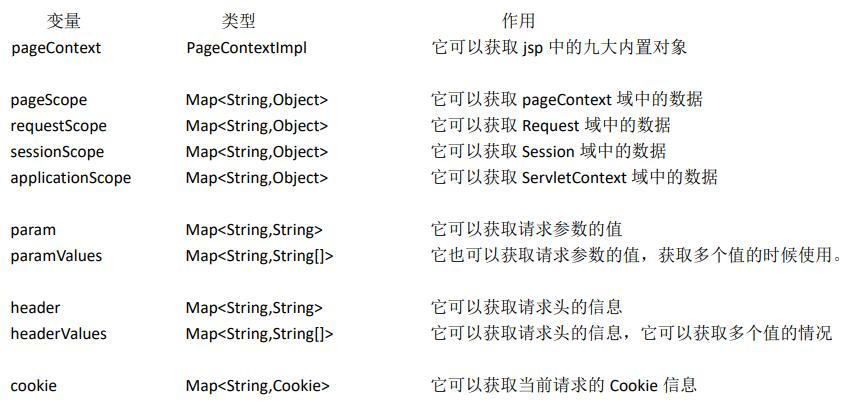 变量 类型 作用
pageContext PageContextImpl 它可以获取 jsp 中的九大内置对象
pageScope Map<String,Object> 它可以获取 pageContext 域中的数据
requestScope Map<String,Object> 它可以获取 Request 域中的数据
sessionScope Map<String,Object> 它可以获取 Session 域中的数据
applicationScope Map<String,Object> 它可以获取 ServletContext 域中的数据
param Map<String,String> 它可以获取请求参数的值
paramValues Map<String,String[]> 它也可以获取请求参数的值，获取多个值的时候使用。
header Map<String,String> 它可以获取请求头的信息
headerValues Map<String,String[]> 它可以获取请求头的信息，它可以获取多个值的情况
cookie Map<String,Cookie> 它可以获取当前请求的 Cookie 信息